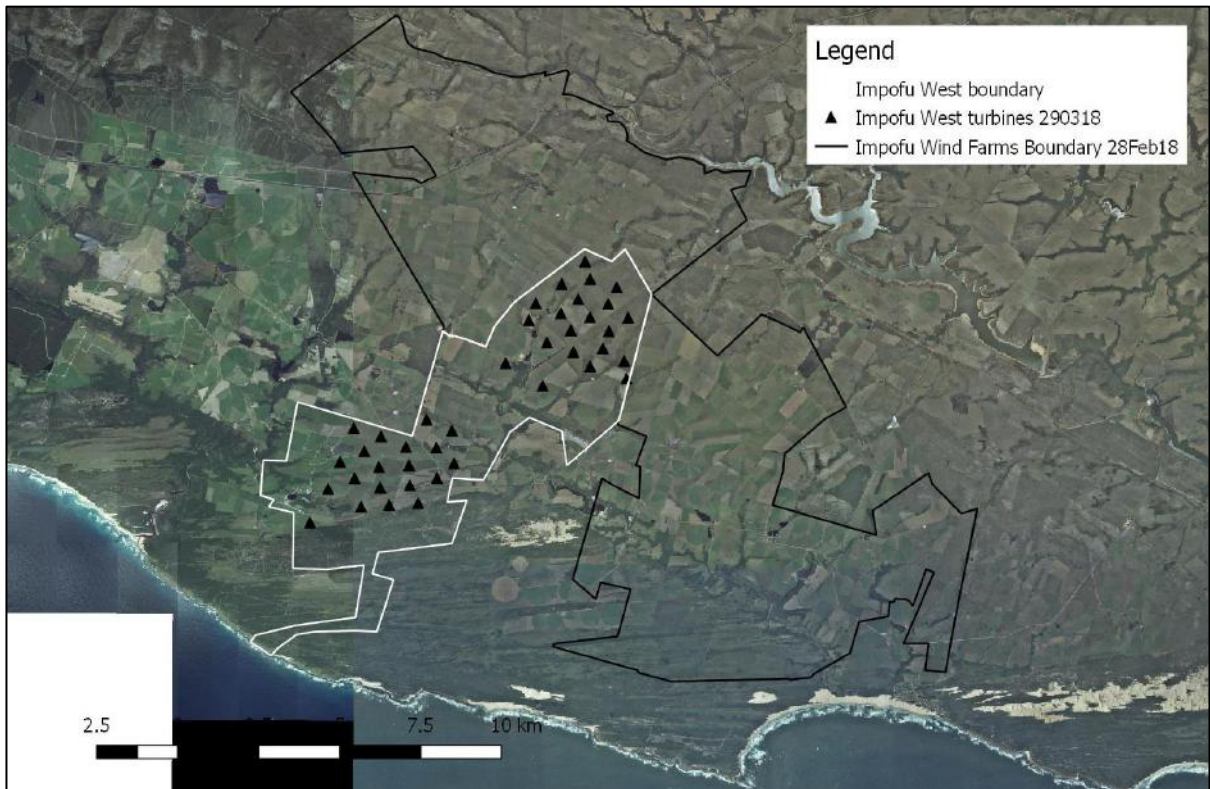 Legend
Impofu West boundary
Impofu West turbines 290318
Impofu Wind Farms Boundary 28Feb18
2.5 7.5 10 km